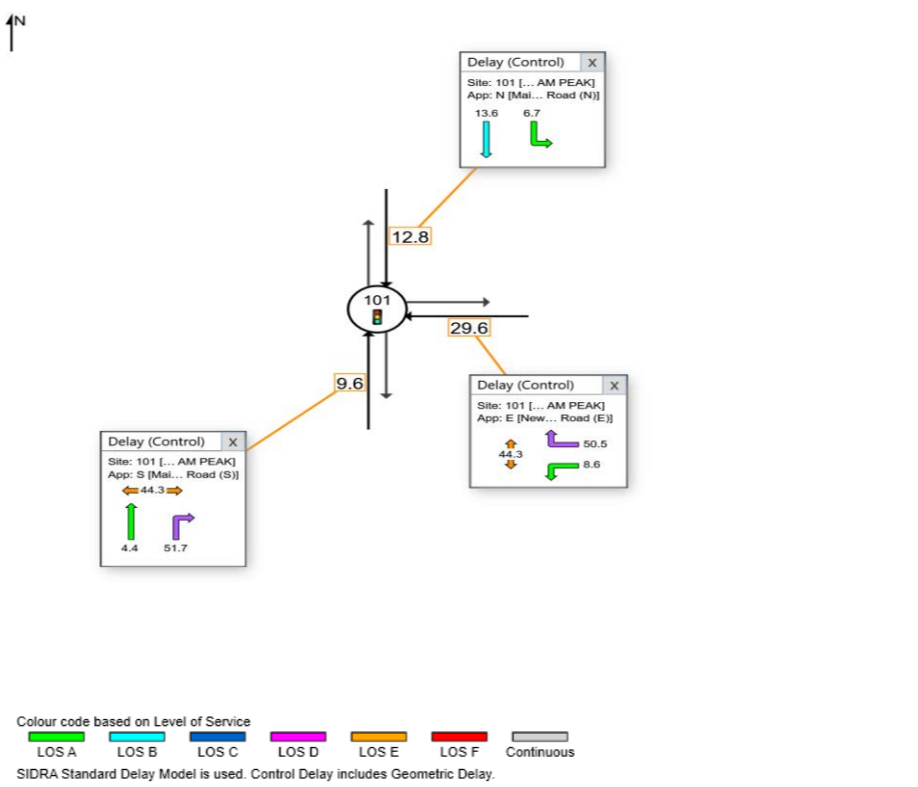 N
Delay (Control) X
Site: 101 [... AM PEAK]
App: N [Mai... Road (N)]
13.6 6.7
12.8
101
29.6
9.6
Delay (Control) X
Site: 101 [... AM PEAK]
App: E [New... Road (E)]
44.3
50.5
8.6
Delay (Control) X
Site: 101 [... AM PEAK]
App: S [Mai... Road (S)]
44.3
4.4 51.7
Colour code based on Level of Service
LOS A LOS B LOS C LOS D LOS E LOS F Continuous
SIDRA Standard Delay Model is used. Control Delay includes Geometric Delay.